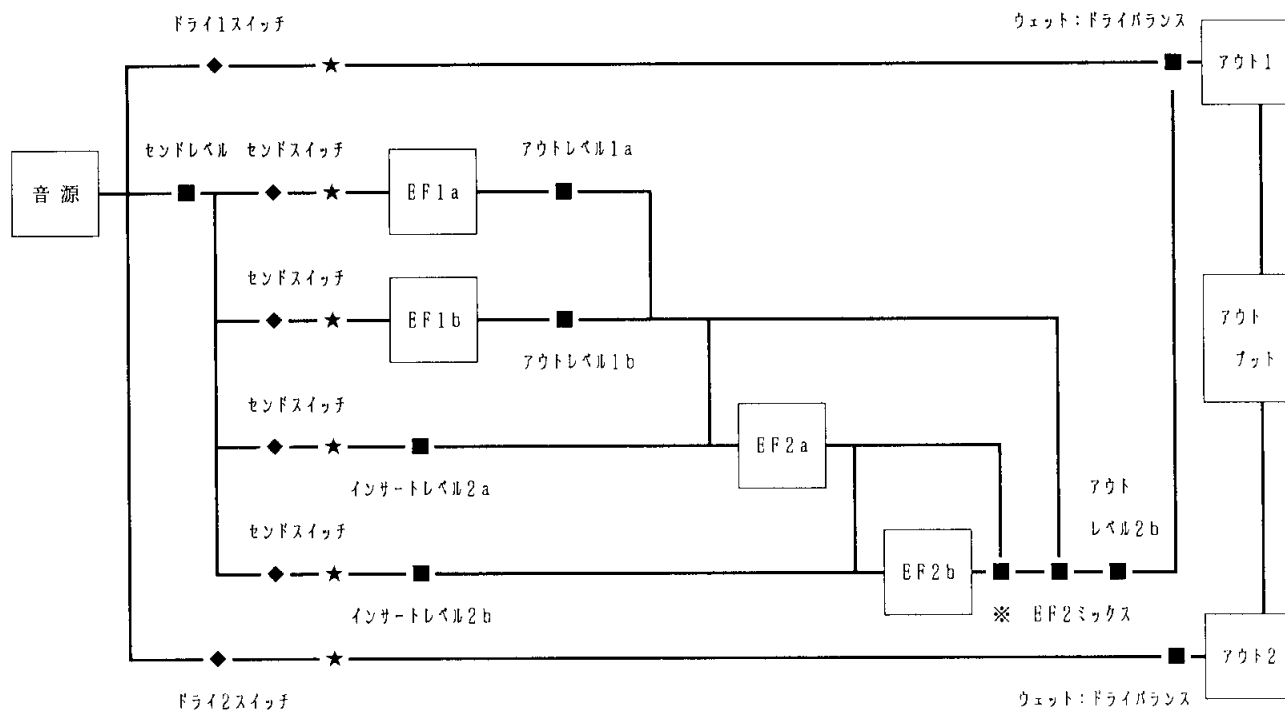 ドライ1スイッチ
ウェット:ドライバランス
アウト1
センドレベル
センドスイッチ
アウトレベル1a
音源
EF1a
センドスイッチ
EF1b
アウトレベル1b
アウト
プット
センドスイッチ
EF2a
インサートレベル2a
アウト
レベル2b
センドスイッチ
EF2b
インサートレベル2b
※
EF2ミックス
アウト2
ドライ2スイッチ
ウェット:ドライバランス